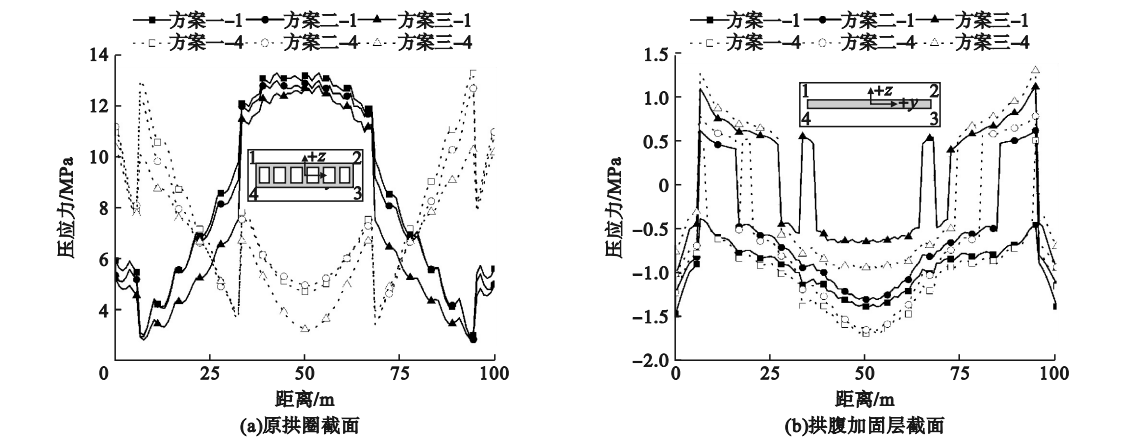 方案一-1 方案二-1 方案三-1
方案一-4 方案二-4 方案三-4
压应力/MPa
14
12
10
8
6
4
0 25 50 75 100
距离/m
1 2
+z
4 3
(a)原拱圈截面
方案一-1 方案二-1 方案三-1
方案一-4 方案二-4 方案三-4
压应力/MPa
1.5
1.0
0.5
0
-0.5
-1.0
-1.5
-2.0
0 25 50 75 100
距离/m
1 +z 2
+y
4 3
(b)拱腹加固层截面